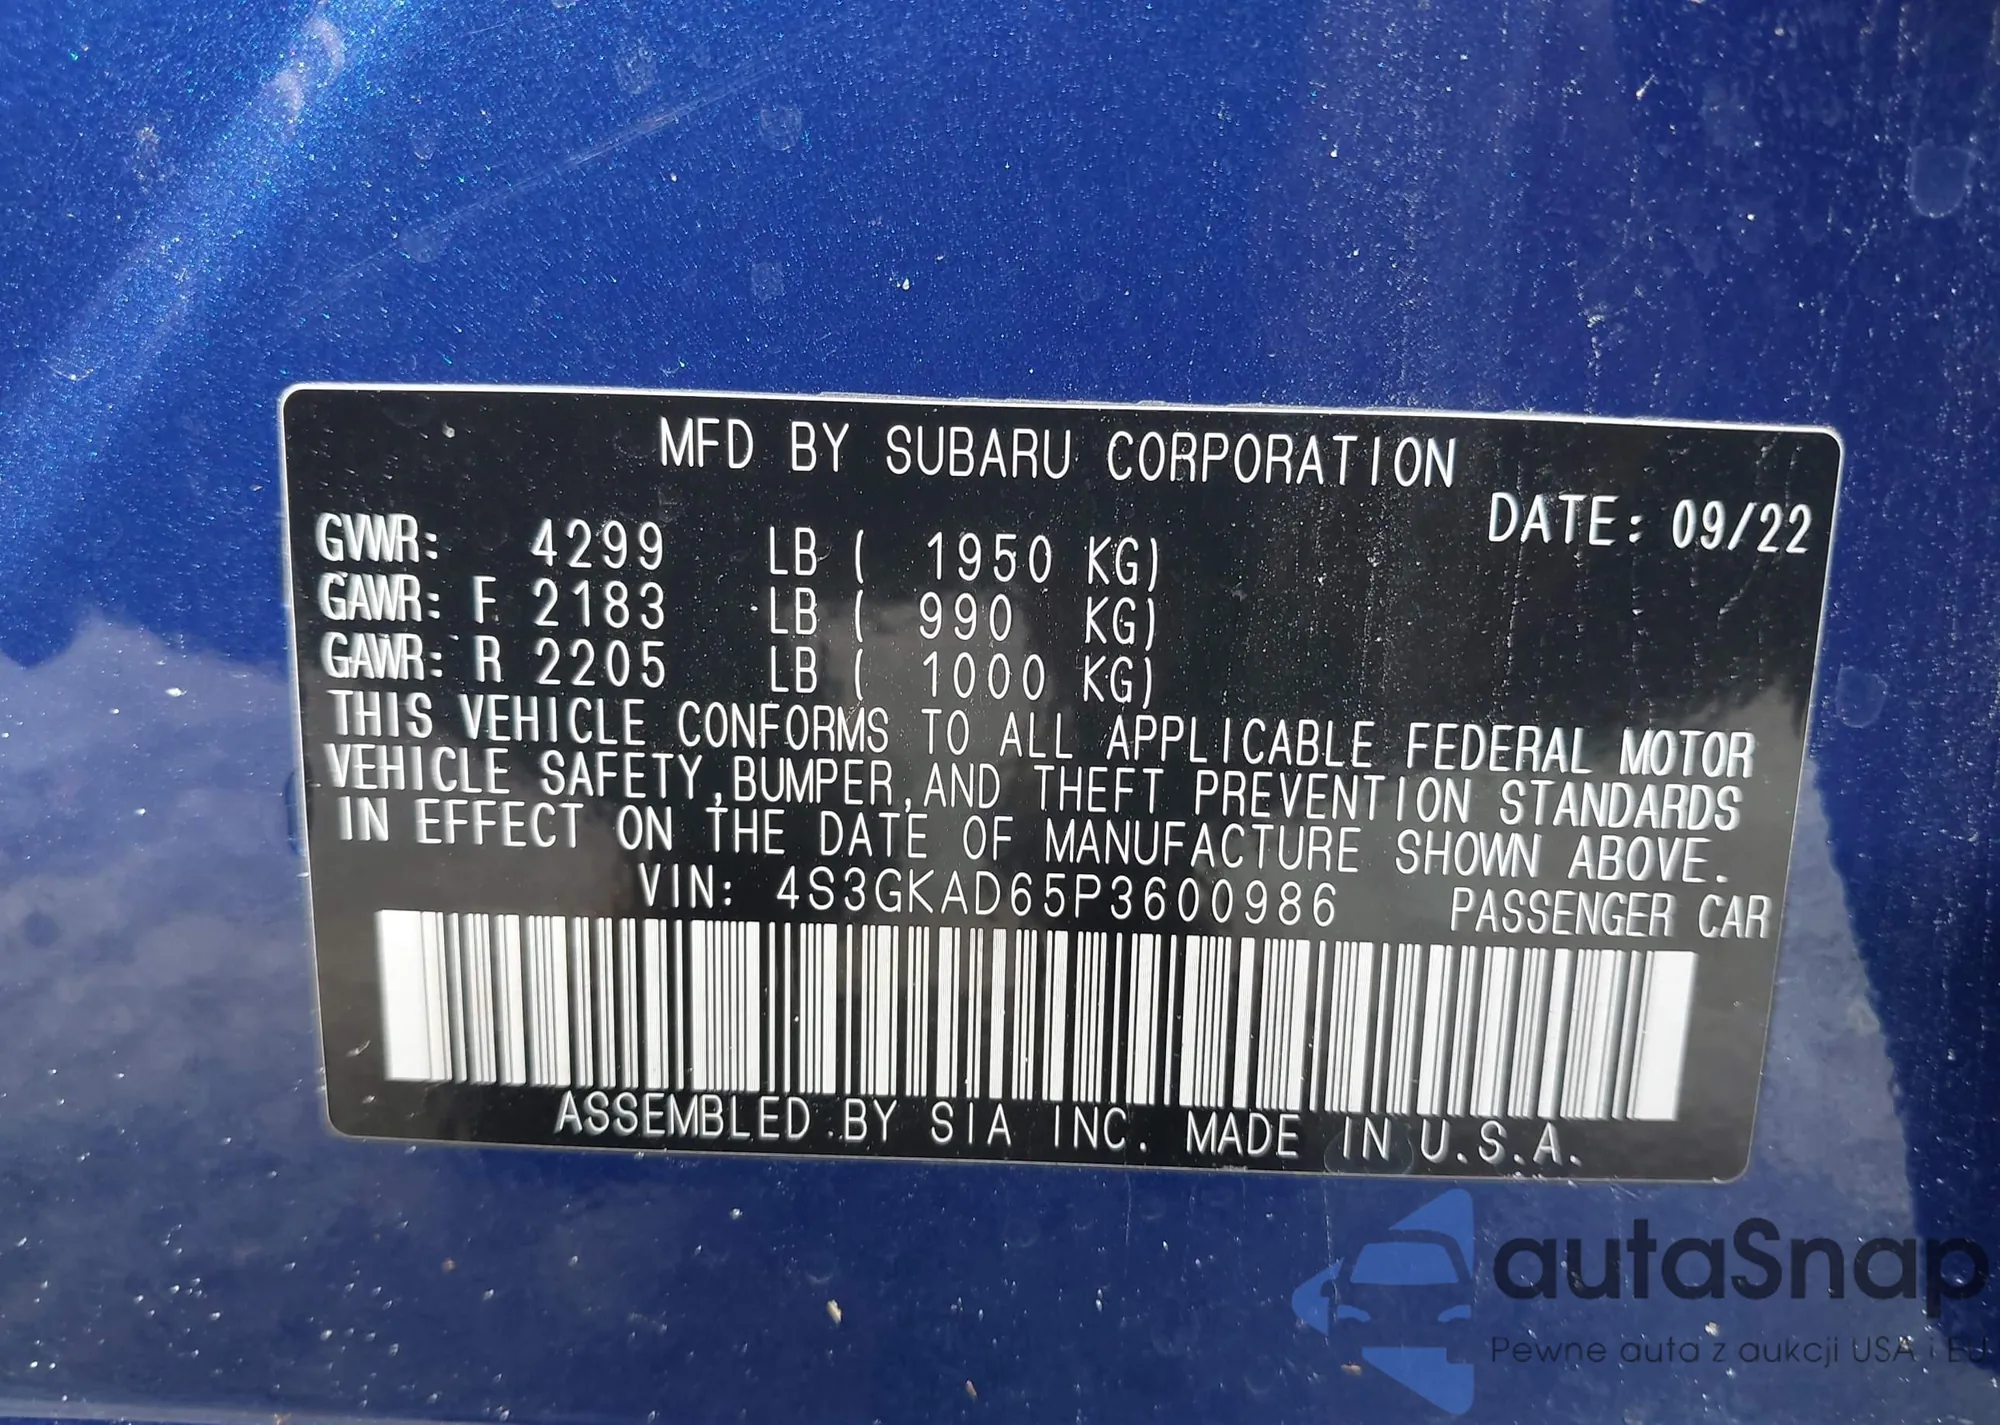 MFD BY SUBARU CORPORATION
DATE: 09/22
GVWR: 4299 LB ( 1950 KG)
GAWR: F 2183 LB ( 990 KG)
GAWR: R 2205 LB ( 1000 KG)
THIS VEHICLE CONFORMS TO ALL APPLICABLE FEDERAL MOTOR
VEHICLE SAFETY,BUMPER,AND THEFT PREVENTION STANDARDS
IN EFFECT ON THE DATE OF MANUFACTURE SHOWN ABOVE.
VIN: 4S3GKAD65P3600986 PASSENGER CAR
ASSEMBLED BY SIA INC. MADE IN U.S.A.
autaSnap
Pewne auta z aukcji USA i EU